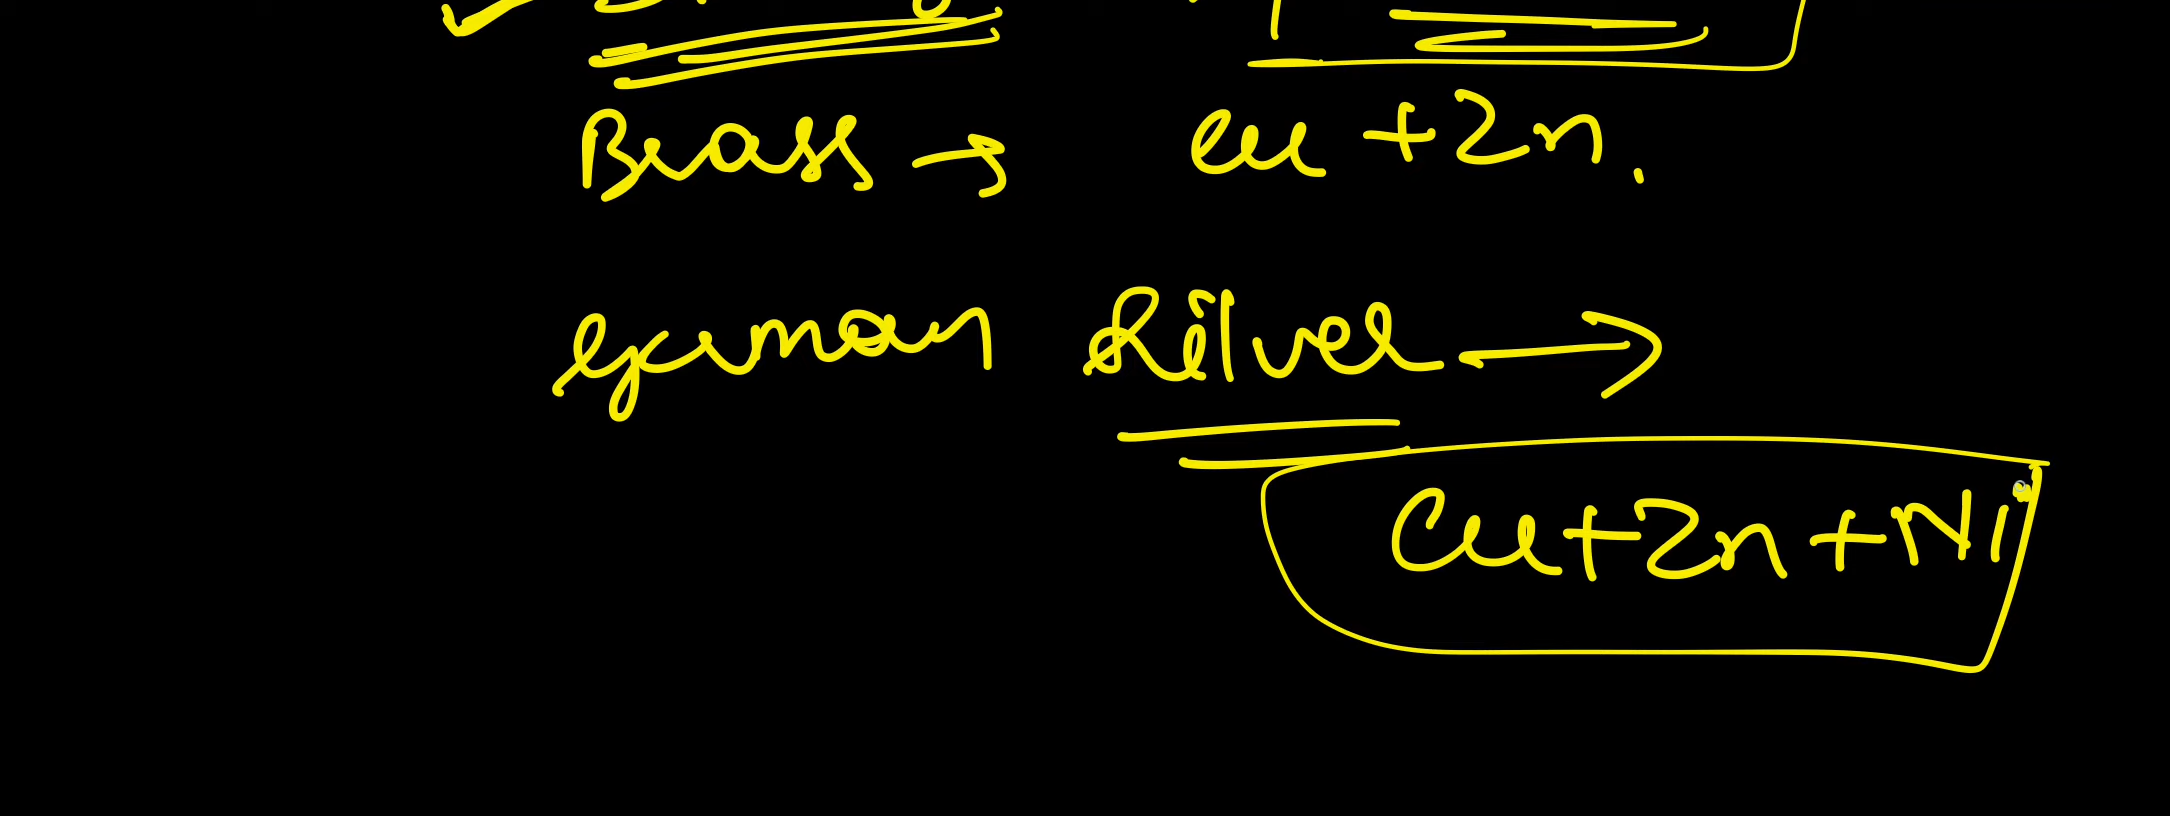 Brass → Cu + Zn.
German Silver →
Cu + Zn + Ni